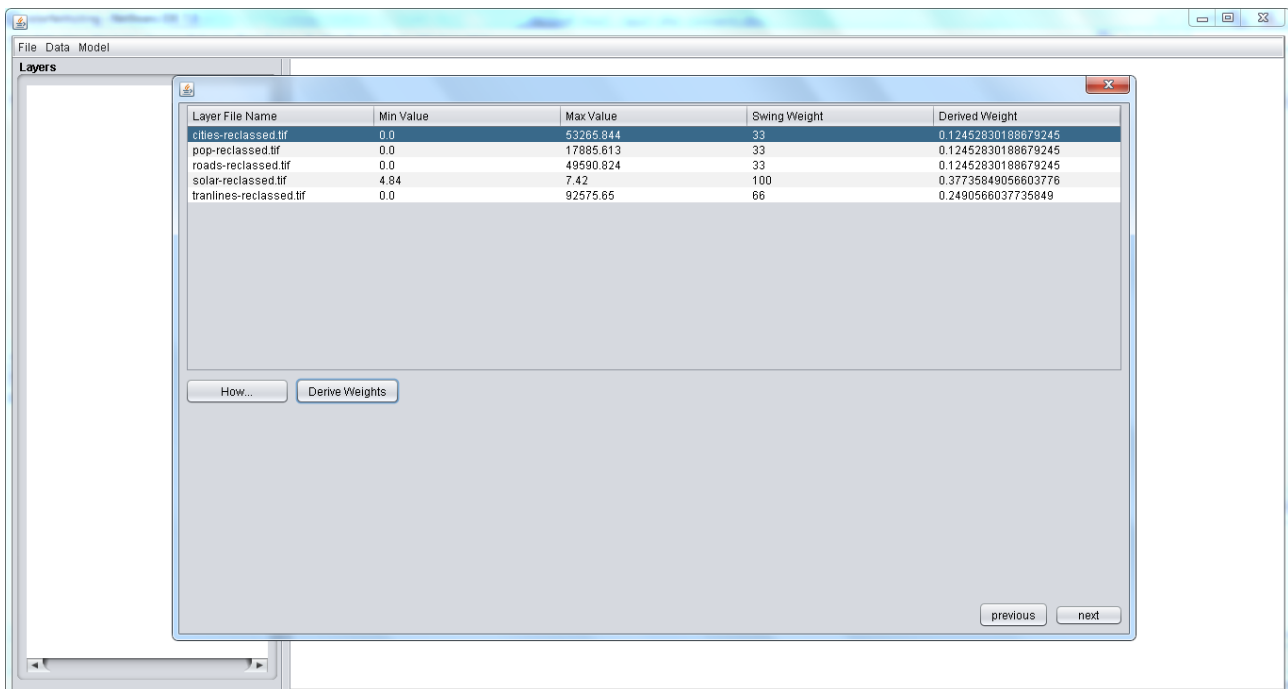 File Data Model
Layers
Layer File Name Min Value Max Value Swing Weight Derived Weight
cities-reclassed.tif 0.0 53265.844 33 0.12452830188679245
pop-reclassed.tif 0.0 17885.613 33 0.12452830188679245
roads-reclassed.tif 0.0 49590.824 33 0.12452830188679245
solar-reclassed.tif 4.84 7.42 100 0.37735849056603776
tranlines-reclassed.tif 0.0 92575.65 66 0.2490566037735849
How... Derive Weights
previous next